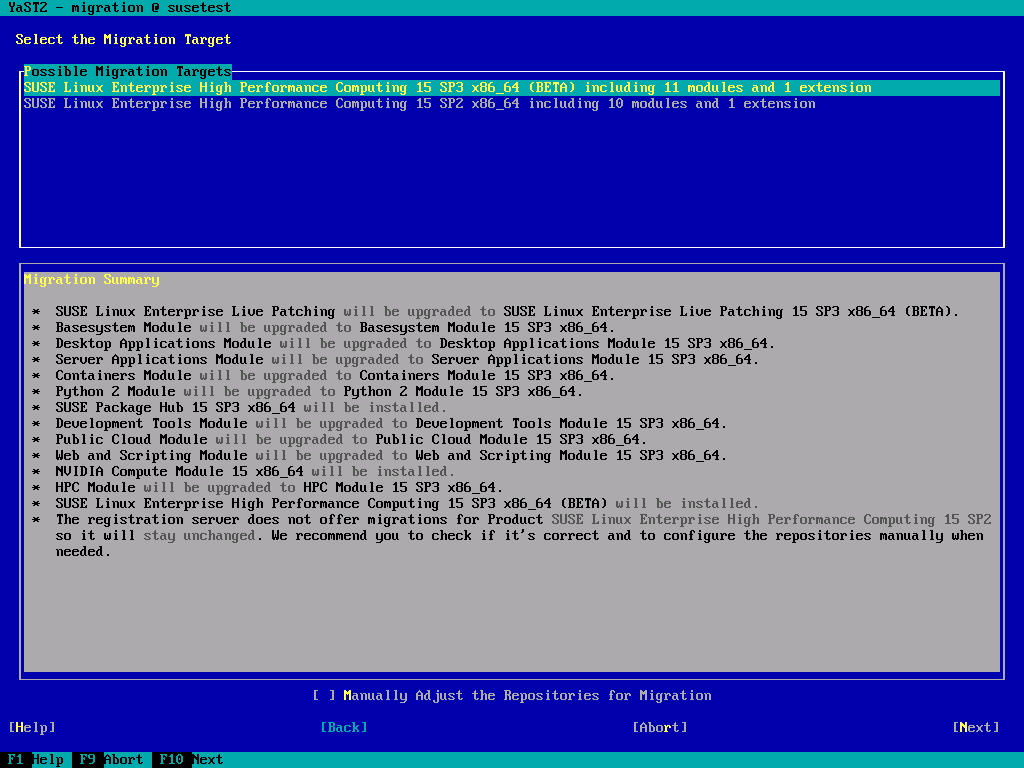 YaST2 - migration @ susetest
Select the Migration Target
Possible Migration Targets
SUSE Linux Enterprise High Performance Computing 15 SP3 x86_64 (BETA) including 11 modules and 1 extension
SUSE Linux Enterprise High Performance Computing 15 SP2 x86_64 including 10 modules and 1 extension
Migration Summary
* SUSE Linux Enterprise Live Patching will be upgraded to SUSE Linux Enterprise Live Patching 15 SP3 x86_64 (BETA).
* Basesystem Module will be upgraded to Basesystem Module 15 SP3 x86_64.
* Desktop Applications Module will be upgraded to Desktop Applications Module 15 SP3 x86_64.
* Server Applications Module will be upgraded to Server Applications Module 15 SP3 x86_64.
* Containers Module will be upgraded to Containers Module 15 SP3 x86_64.
* Python 2 Module will be upgraded to Python 2 Module 15 SP3 x86_64.
* SUSE Package Hub 15 SP3 x86_64 will be installed.
* Development Tools Module will be upgraded to Development Tools Module 15 SP3 x86_64.
* Public Cloud Module will be upgraded to Public Cloud Module 15 SP3 x86_64.
* Web and Scripting Module will be upgraded to Web and Scripting Module 15 SP3 x86_64.
* NVIDIA Compute Module 15 x86_64 will be installed.
* HPC Module will be upgraded to HPC Module 15 SP3 x86_64.
* SUSE Linux Enterprise High Performance Computing 15 SP3 x86_64 (BETA) will be installed.
* The registration server does not offer migrations for Product SUSE Linux Enterprise High Performance Computing 15 SP2
so it will stay unchanged. We recommend you to check if it's correct and to configure the repositories manually when
needed.
[ ] Manually Adjust the Repositories for Migration
[Help] [Back] [Abort] [Next]
F1 Help F9 Abort F10 Next